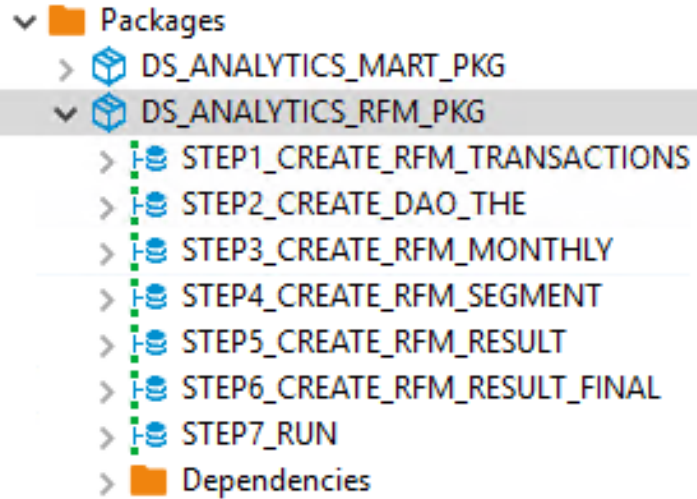 Packages
DS_ANALYTICS_MART_PKG
DS_ANALYTICS_RFM_PKG
STEP1_CREATE_RFM_TRANSACTIONS
STEP2_CREATE_DAO_THE
STEP3_CREATE_RFM_MONTHLY
STEP4_CREATE_RFM_SEGMENT
STEP5_CREATE_RFM_RESULT
STEP6_CREATE_RFM_RESULT_FINAL
STEP7_RUN
Dependencies